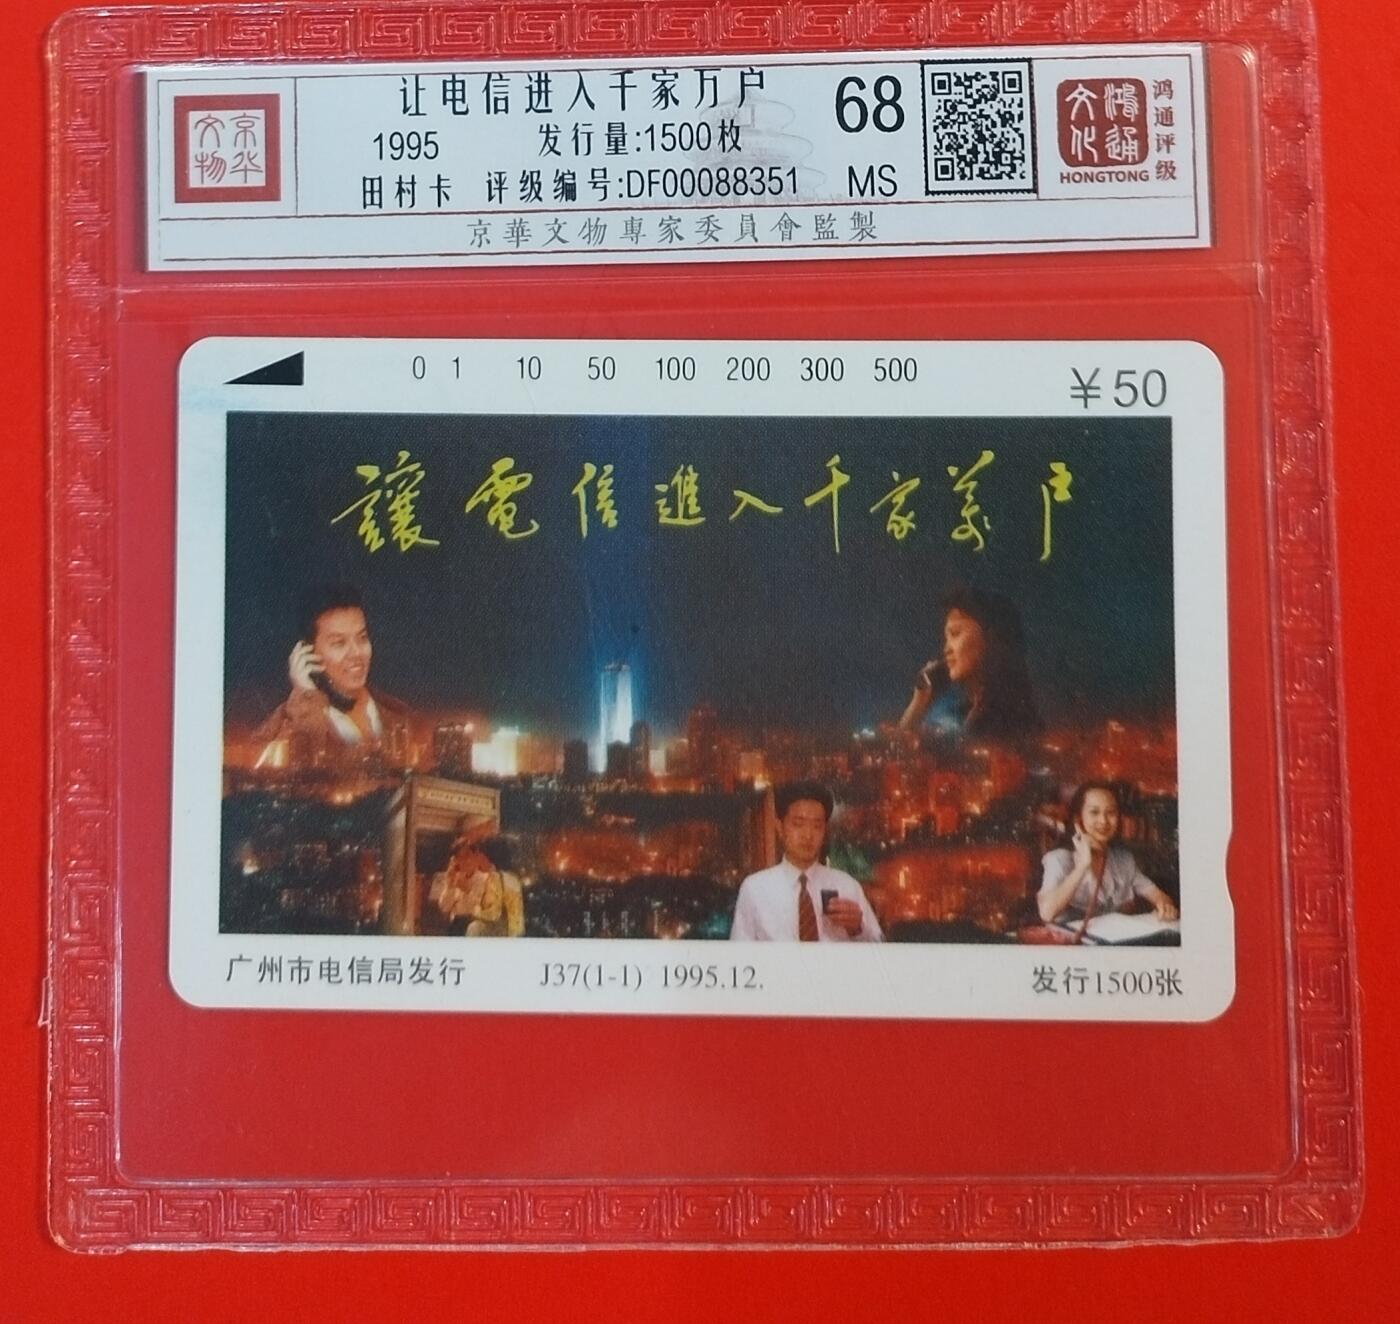 京华文物
让电信进入千家万户
1995 发行量:1500枚
田村卡 评级编号:DF00088351
68
MS
鸿通文化
HONGTONG
鸿通评级
京華文物專家委員會監製
0 1 10 50 100 200 300 500
¥50
讓電信進入千家萬戶
广州市电信局发行 J37(1-1) 1995.12. 发行1500张